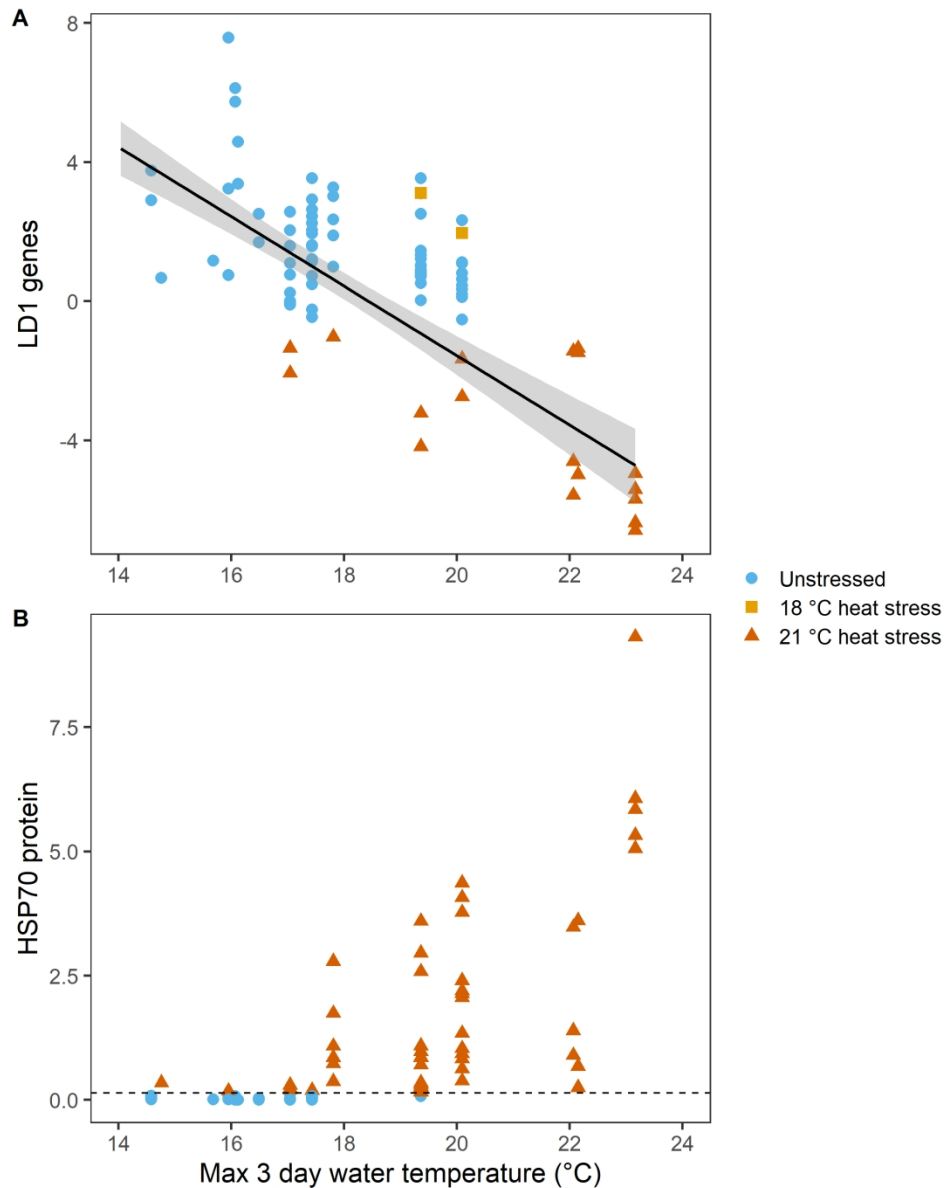 A
8
4
0
-4
LD1 genes
14 16 18 20 22 24
Unstressed
18 °C heat stress
21 °C heat stress
B
7.5
5.0
2.5
0.0
HSP70 protein
14 16 18 20 22 24
Max 3 day water temperature (°C)